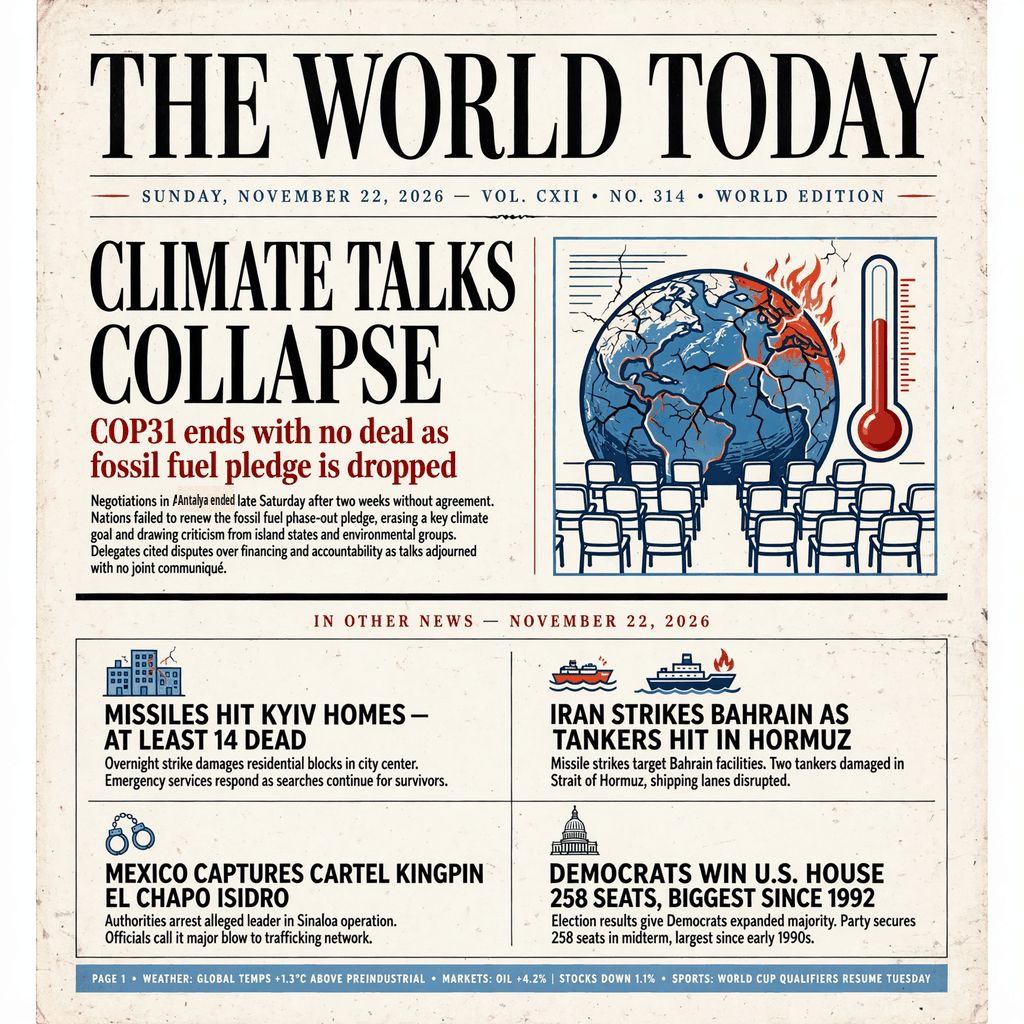 THE WORLD TODAY
SUNDAY, NOVEMBER 22, 2026 — VOL. CXII • NO. 314 • WORLD EDITION
CLIMATE TALKS
COLLAPSE
COP31 ends with no deal as
fossil fuel pledge is dropped
Negotiations in Antalya ended late Saturday after two weeks without agreement.
Nations failed to renew the fossil fuel phase-out pledge, erasing a key climate
goal and drawing criticism from island states and environmental groups.
Delegates cited disputes over financing and accountability as talks adjourned
with no joint communiqué.
IN OTHER NEWS — NOVEMBER 22, 2026
MISSILES HIT KYIV HOMES —
AT LEAST 14 DEAD
Overnight strike damages residential blocks in city center.
Emergency services respond as searches continue for survivors.
IRAN STRIKES BAHRAIN AS
TANKERS HIT IN HORMUZ
Missile strikes target Bahrain facilities. Two tankers damaged in
Strait of Hormuz, shipping lanes disrupted.
MEXICO CAPTURES CARTEL KINGPIN
EL CHAPO ISIDRO
Authorities arrest alleged leader in Sinaloa operation.
Officials call it major blow to trafficking network.
DEMOCRATS WIN U.S. HOUSE
258 SEATS, BIGGEST SINCE 1992
Election results give Democrats expanded majority. Party secures
258 seats in midterm, largest since early 1990s.
PAGE 1 • WEATHER: GLOBAL TEMPS +1.3°C ABOVE PREINDUSTRIAL • MARKETS: OIL +4.2% | STOCKS DOWN 1.1% • SPORTS: WORLD CUP QUALIFIERS RESUME TUESDAY